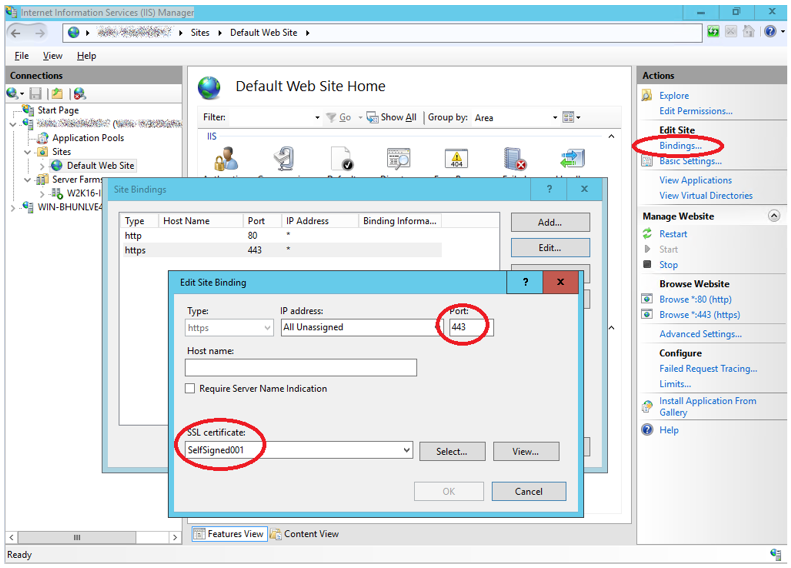 Internet Information Services (IIS) Manager
Sites
Default Web Site
File View Help
Connections
Start Page
Application Pools
Sites
Default Web Site
Server Farms
W2K16-I
WIN-BHUNLVE4
Default Web Site Home
Filter: Go Show All Group by: Area
IIS
Site Bindings
Type Host Name Port IP Address Binding Informa...
http 80 *
https 443 *
Add...
Edit...
Edit Site Binding
Type: IP address: Port:
https All Unassigned 443
Host name:
Require Server Name Indication
SSL certificate:
SelfSigned001
Select...
View...
OK
Cancel
Features View Content View
Ready
Actions
Explore
Edit Permissions...
Edit Site
Bindings...
Basic Settings...
View Applications
View Virtual Directories
Manage Website
Restart
Start
Stop
Browse Website
Browse *:80 (http)
Browse *:443 (https)
Advanced Settings...
Configure
Failed Request Tracing...
Limits...
Install Application From
Gallery
Help